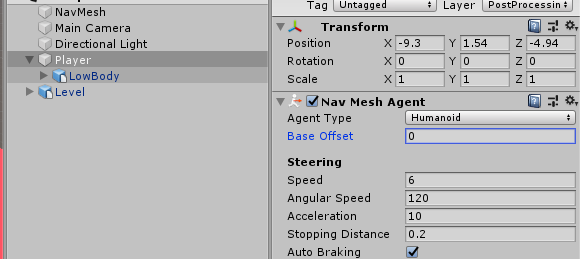 NavMesh
Main Camera
Directional Light
Player
LowBody
Level
Tag Untagged Layer PostProcessin
Transform
Position X -9.3 Y 1.54 Z -4.94
Rotation X 0 Y 0 Z 0
Scale X 1 Y 1 Z 1
Nav Mesh Agent
Agent Type Humanoid
Base Offset 0
Steering
Speed 6
Angular Speed 120
Acceleration 10
Stopping Distance 0.2
Auto Braking